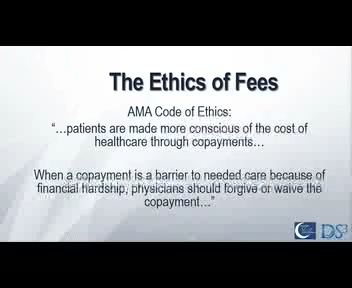 The Ethics of Fees
AMA Code of Ethics:
“…patients are made more conscious of the cost of
healthcare through copayments…
When a copayment is a barrier to needed care because of
financial hardship, physicians should forgive or waive the
copayment…”
DS3